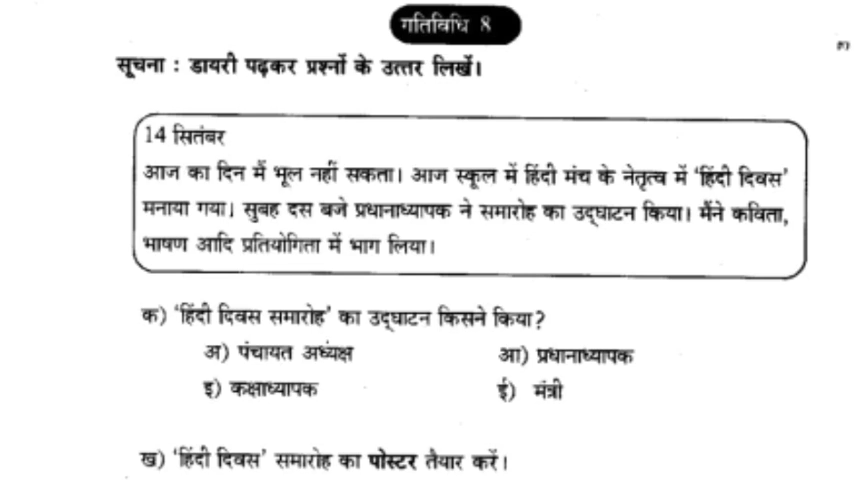 गतिविधि 8
सूचना : डायरी पढ़कर प्रश्नों के उत्तर लिखें।
14 सितंबर
आज का दिन मैं भूल नहीं सकता। आज स्कूल में हिंदी मंच के नेतृत्व में 'हिंदी दिवस'
मनाया गया। सुबह दस बजे प्रधानाध्यापक ने समारोह का उद्घाटन किया। मैंने कविता,
भाषण आदि प्रतियोगिता में भाग लिया।
क) 'हिंदी दिवस समारोह' का उद्घाटन किसने किया?
अ) पंचायत अध्यक्ष आ) प्रधानाध्यापक
इ) कक्षाध्यापक ई) मंत्री
ख) 'हिंदी दिवस' समारोह का पोस्टर तैयार करें।